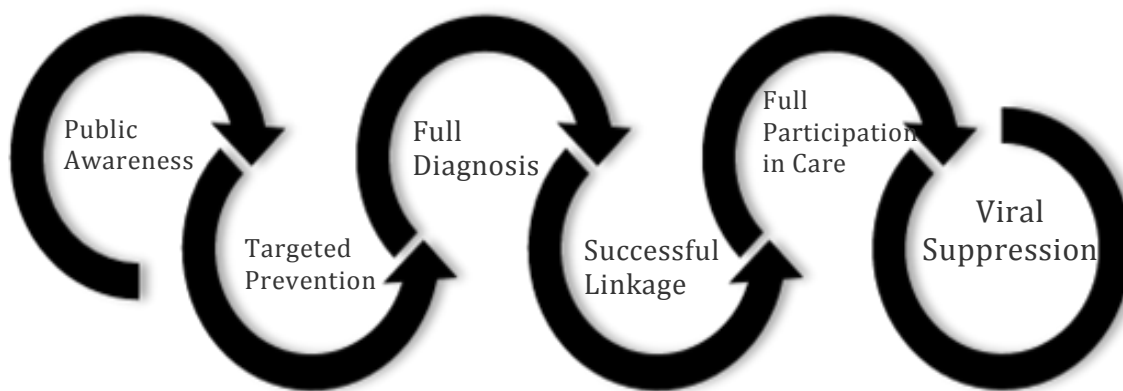 Public
Awareness
Targeted
Prevention
Full
Diagnosis
Successful
Linkage
Full
Participation
in Care
Viral
Suppression